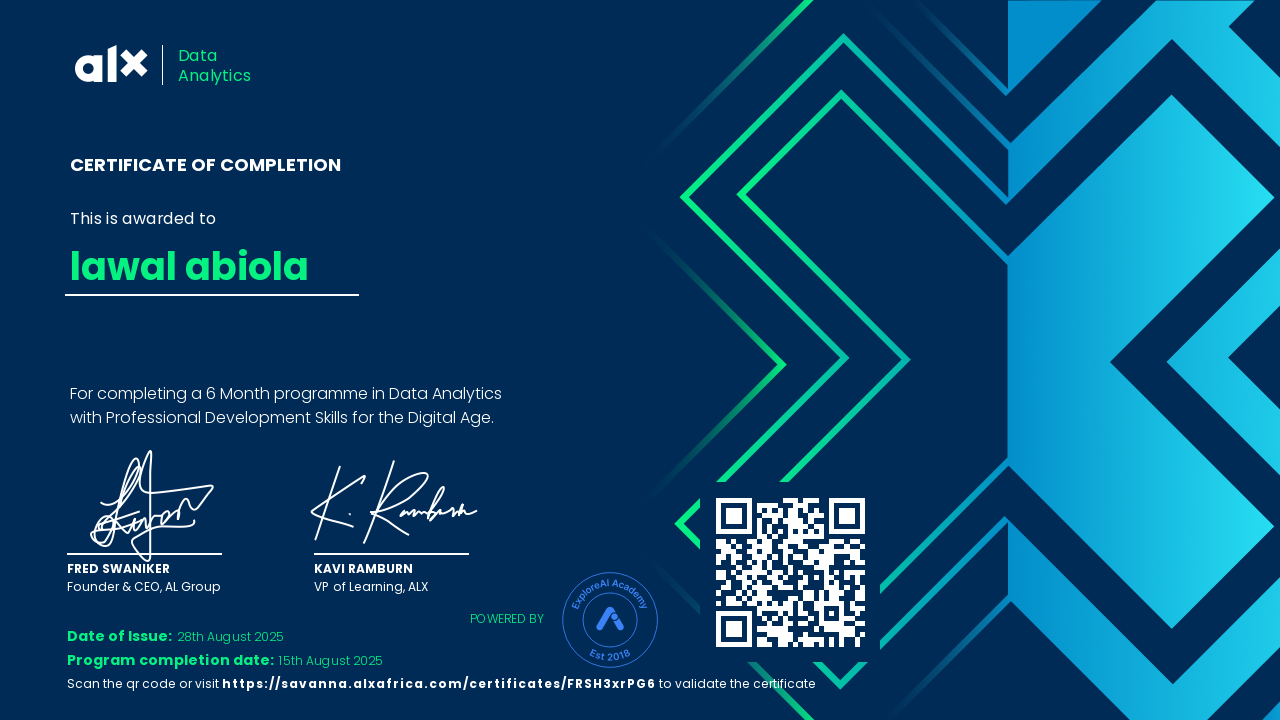 alx
Data
Analytics
CERTIFICATE OF COMPLETION
This is awarded to
lawal abiola
For completing a 6 Month programme in Data Analytics
with Professional Development Skills for the Digital Age.
K. Ramburn
FRED SWANIKER
Founder & CEO, AL Group
KAVI RAMBURN
VP of Learning, ALX
POWERED BY
ExploreAI Academy
Est 2018
Date of Issue: 28th August 2025
Program completion date: 15th August 2025
Scan the qr code or visit https://savanna.alxafrica.com/certificates/FRSH3xrPG6 to validate the certificate